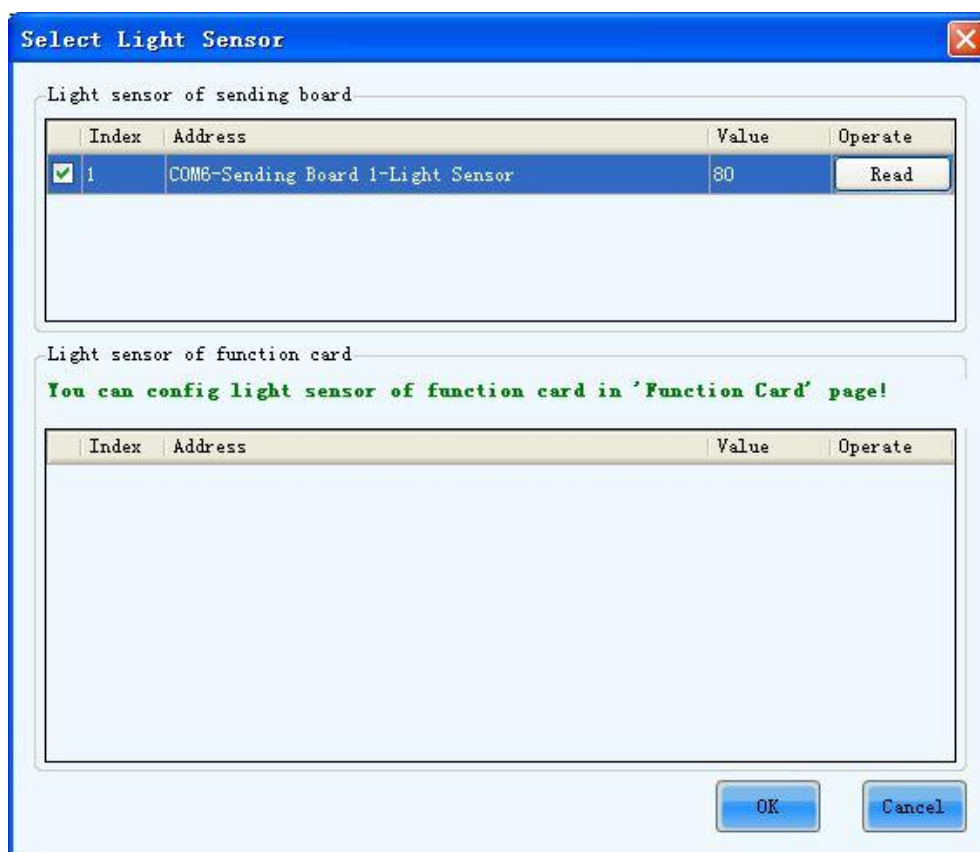 Select Light Sensor
Light sensor of sending board
Index Address Value Operate
1 COM6-Sending Board 1-Light Sensor 80 Read
Light sensor of function card
You can config light sensor of function card in 'Function Card' page!
Index Address Value Operate
OK Cancel